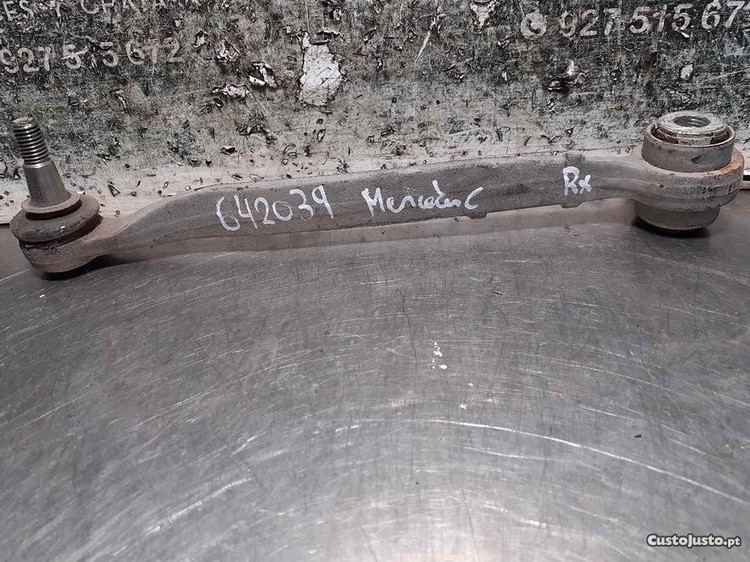 927 515 672
927 515 67
642039 Mercedes C Rx
CustoJusto.pt